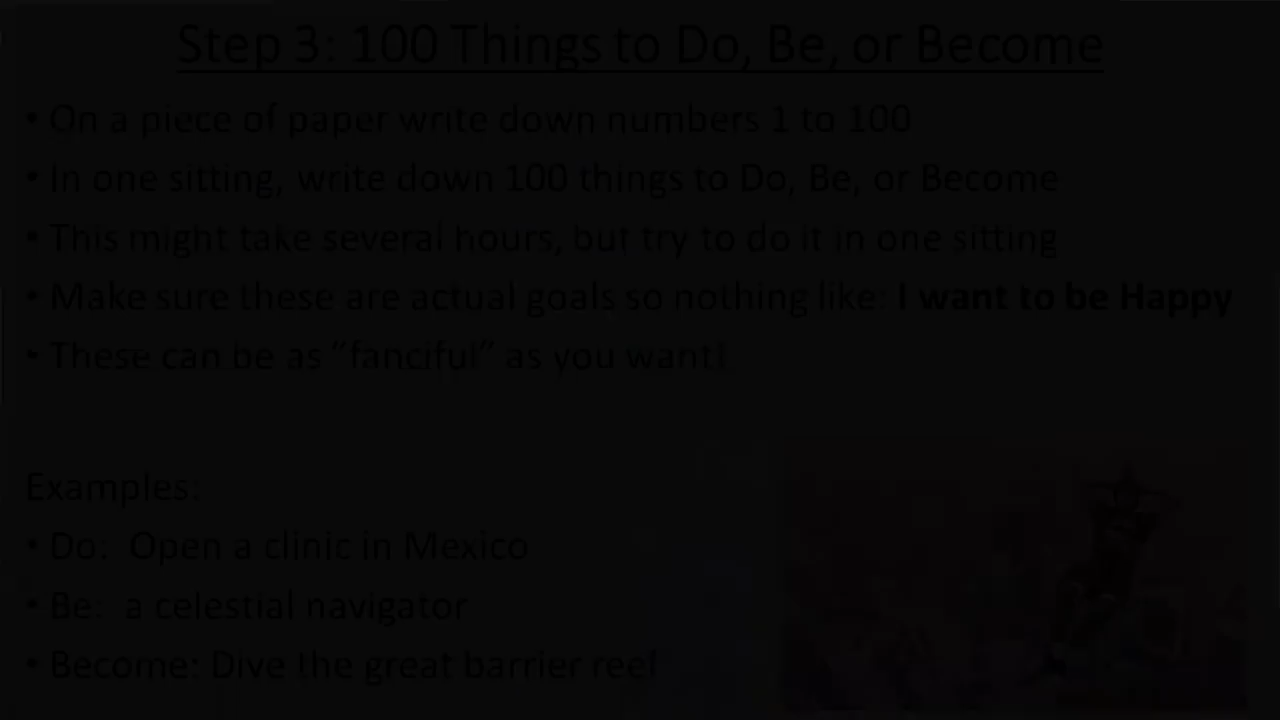 Step 3: 100 Things to Do, Be, or Become
• On a piece of paper write down numbers 1 to 100
• In one sitting, write down 100 things to Do, Be, or Become
• This might take several hours, but try to do it in one sitting
• Make sure these are actual goals so nothing like: I want to be Happy
• These can be as “fanciful” as you want!
Examples:
• Do: Open a clinic in Mexico
• Be: a celestial navigator
• Become: Dive the great barrier reef